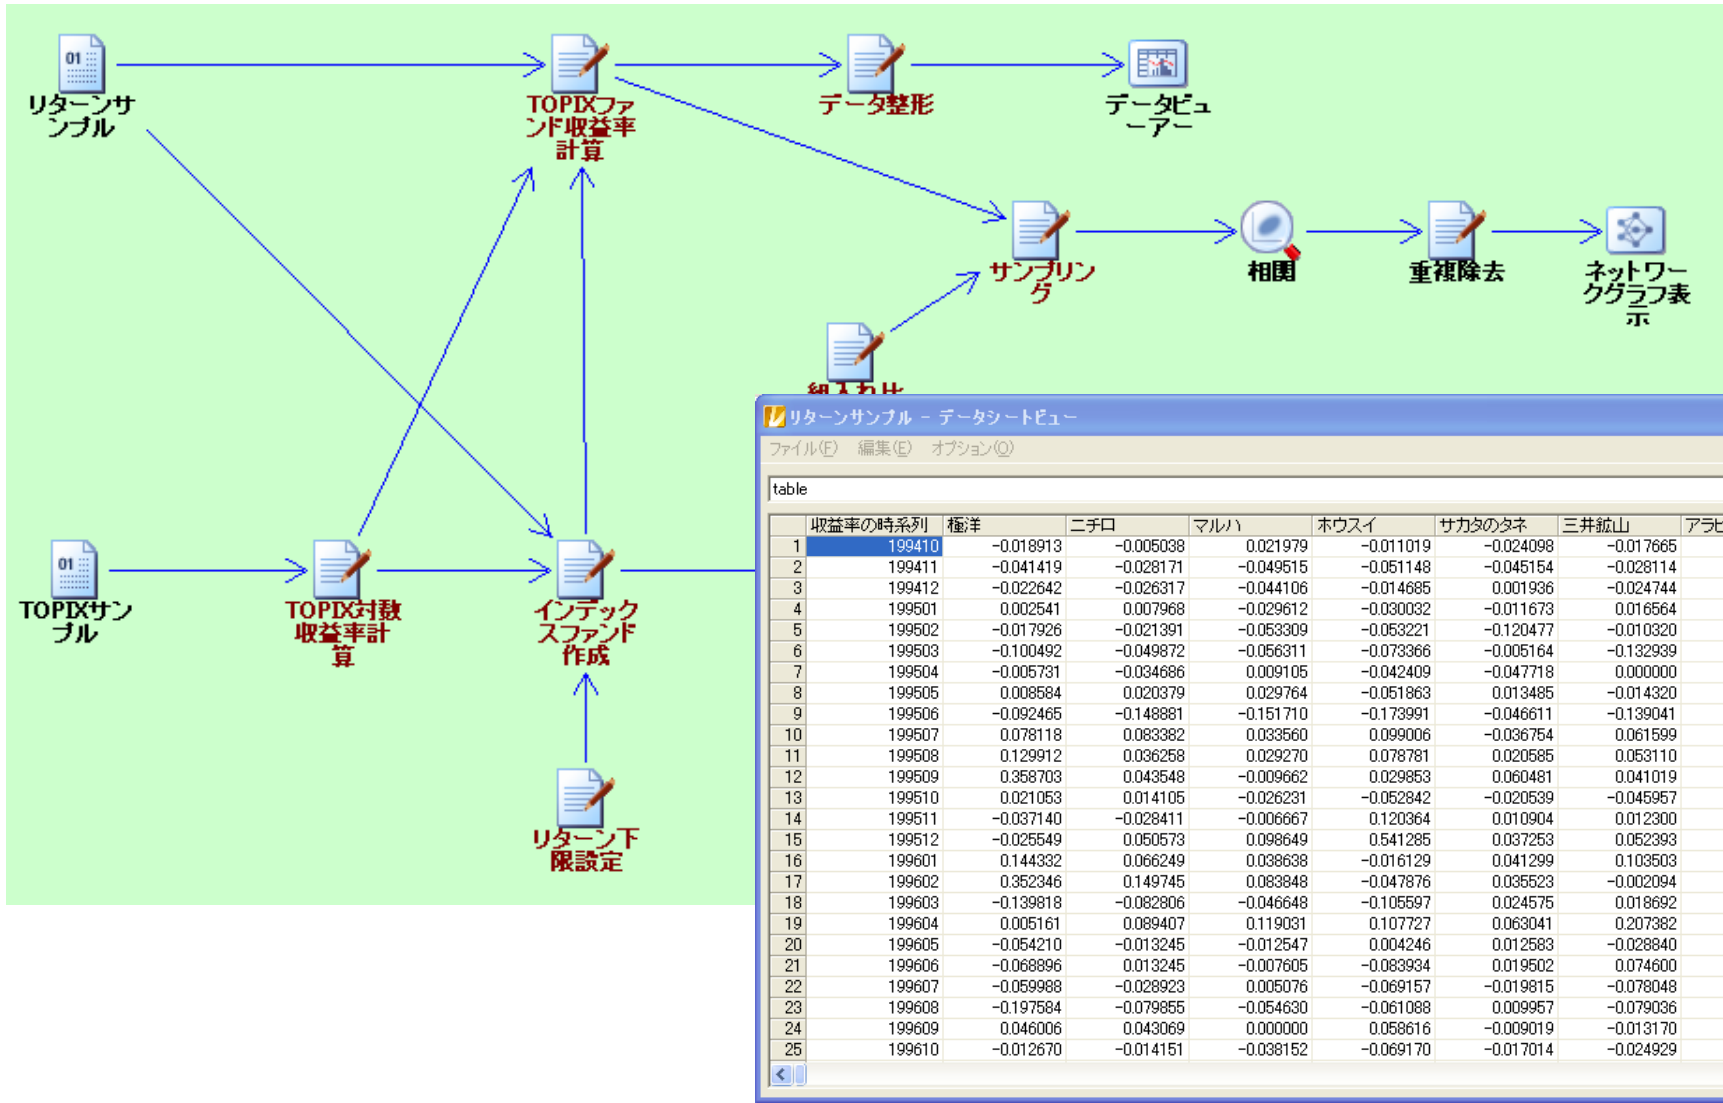 リターンサ
ンプル
TOPIXファ
ンド収益率
計算
データ整形
データビュ
ーアー
サンプリン
グ
相関
重複除去
ネットワー
クグラフ表
示
組入れ比
TOPIXサン
プル
TOPIX対数
収益率計
算
インデック
スファンド
作成
リターン下
限設定
リターンサンプル - データシートビュー
ファイル(F) 編集(E) オプション(O)
table
収益率の時系列 極洋 ニチロ マルハ ホウスイ サカタのタネ 三井鉱山 アラビ
1 199410 -0.018913 -0.005038 0.021979 -0.011019 -0.024098 -0.017665
2 199411 -0.041419 -0.028171 -0.049515 -0.051148 -0.045154 -0.028114
3 199412 -0.022642 -0.026317 -0.044106 -0.014685 0.001936 -0.024744
4 199501 0.002541 0.007968 -0.029612 -0.030032 -0.011673 0.016564
5 199502 -0.017926 -0.021391 -0.053309 -0.053221 -0.120477 -0.010320
6 199503 -0.100492 -0.049872 -0.056311 -0.073366 -0.005164 -0.132939
7 199504 -0.005731 -0.034686 0.009105 -0.042409 -0.047718 0.000000
8 199505 0.008584 0.020379 0.029764 -0.051863 0.013485 -0.014320
9 199506 -0.092465 -0.148881 -0.151710 -0.173991 -0.046611 -0.139041
10 199507 0.078118 0.083382 0.033560 0.099006 -0.036754 0.061599
11 199508 0.129912 0.036258 0.029270 0.078781 0.020585 0.053110
12 199509 0.358703 0.043548 -0.009662 0.029853 0.060481 0.041019
13 199510 0.021053 0.014105 -0.026231 -0.052842 -0.020539 -0.045957
14 199511 -0.037140 -0.028411 -0.006667 0.120364 0.010904 0.012300
15 199512 -0.025549 0.050573 0.098649 0.541285 0.037253 0.052393
16 199601 0.144332 0.066249 0.038638 -0.016129 0.041299 0.103503
17 199602 0.352346 0.149745 0.083848 -0.047876 0.035523 -0.002094
18 199603 -0.139818 -0.082806 -0.046648 -0.105597 0.024575 0.018692
19 199604 0.005161 0.089407 0.119031 0.107727 0.063041 0.207382
20 199605 -0.054210 -0.013245 -0.012547 0.004246 0.012583 -0.028840
21 199606 -0.068896 0.013245 -0.007605 -0.083934 0.019502 0.074600
22 199607 -0.059988 -0.028923 0.005076 -0.069157 -0.019815 -0.078048
23 199608 -0.197584 -0.079855 -0.054630 -0.061088 0.009957 -0.079036
24 199609 0.046006 0.043069 0.000000 0.058616 -0.009019 -0.013170
25 199610 -0.012670 -0.014151 -0.038152 -0.069170 -0.017014 -0.024929